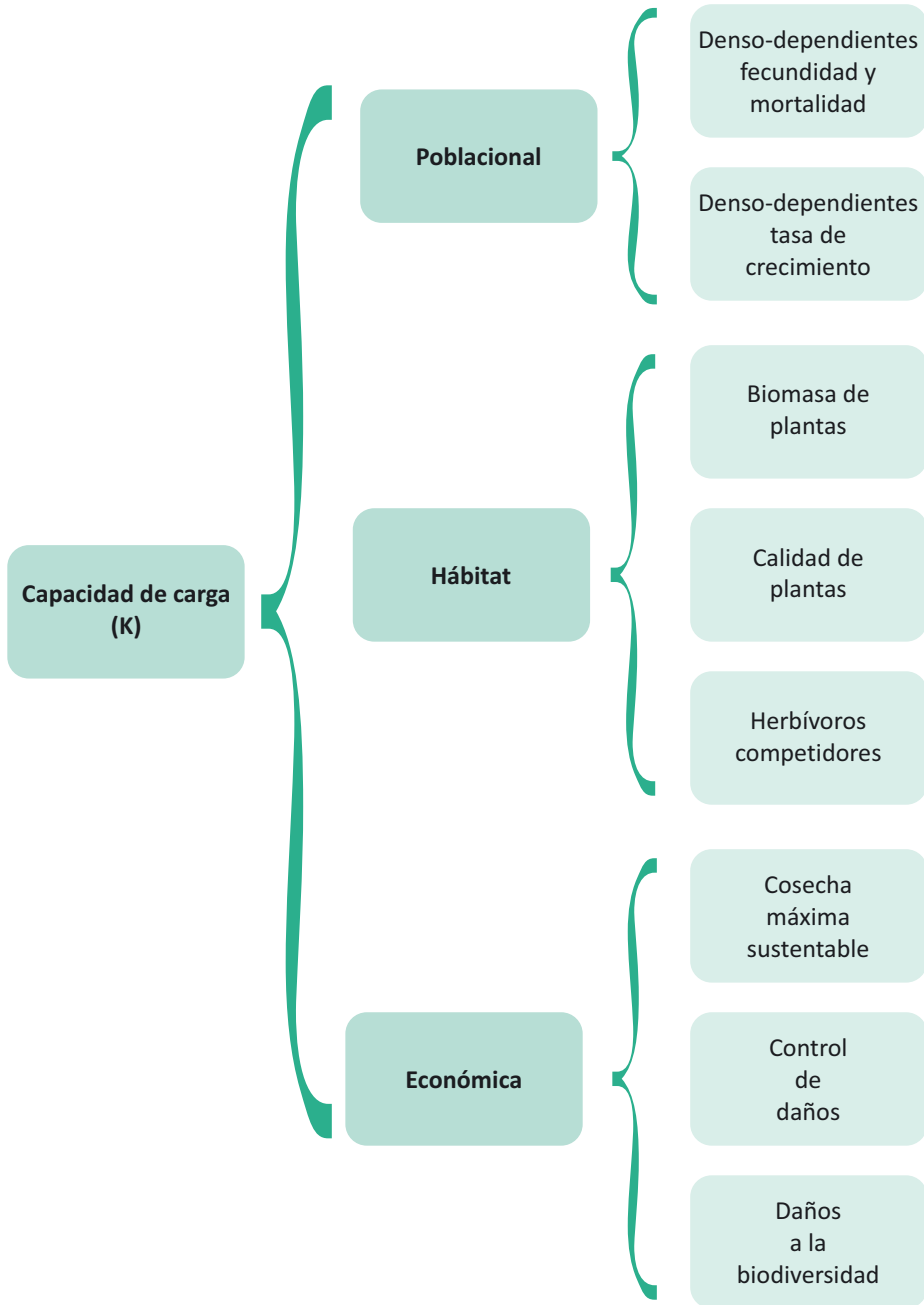 Capacidad de carga
(K)
Poblacional
Denso-dependientes
fecundidad y
mortalidad
Denso-dependientes
tasa de
crecimiento
Hábitat
Biomasa de
plantas
Calidad de
plantas
Herbívoros
competidores
Económica
Cosecha
máxima
sustentable
Control
de
daños
Daños
a la
biodiversidad